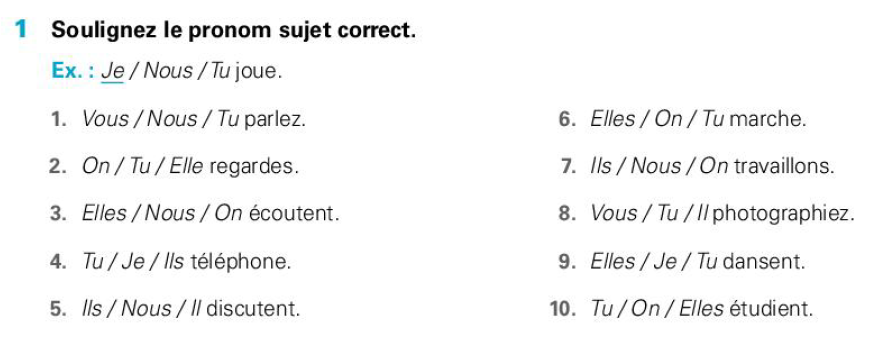 1 Soulignez le pronom sujet correct.
Ex. : Je / Nous / Tu joue.
1. Vous / Nous / Tu parlez.
2. On / Tu / Elle regardes.
3. Elles / Nous / On écoutent.
4. Tu / Je / Ils téléphone.
5. Ils / Nous / Il discutent.
6. Elles / On / Tu marche.
7. Ils / Nous / On travaillons.
8. Vous / Tu / Il photographiez.
9. Elles / Je / Tu dansent.
10. Tu / On / Elles étudient.